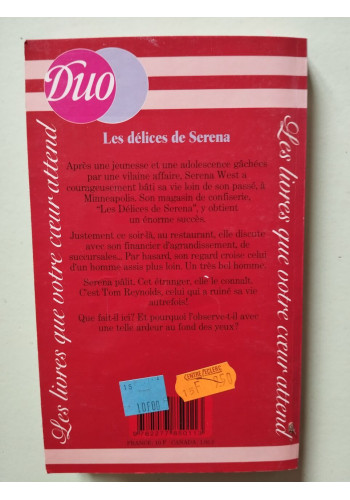 Duo
Les délices de Serena
Après une jeunesse et une adolescence gâchées
par une vilaine affaire, Serena West a
courageusement bâti sa vie loin de son passé, à
Minneapolis. Son magasin de confiserie,
"Les Délices de Serena", y obtient
un énorme succès.
Justement ce soir-là, au restaurant, elle discute
avec son financier d'agrandissement, de
succursales... Par hasard, son regard croise celui
d'un homme assis plus loin. Un très bel homme.
Serena pâlit. Cet étranger, elle le connaît.
C'est Tom Reynolds, celui qui a ruiné sa vie
autrefois!
Que fait-il ici? Et pourquoi l'observe-t-il avec
une telle ardeur au fond des yeux?
Les livres que votre cœur attend
Les livres que votre cœur attend
CENTRE LECLERC
10F80